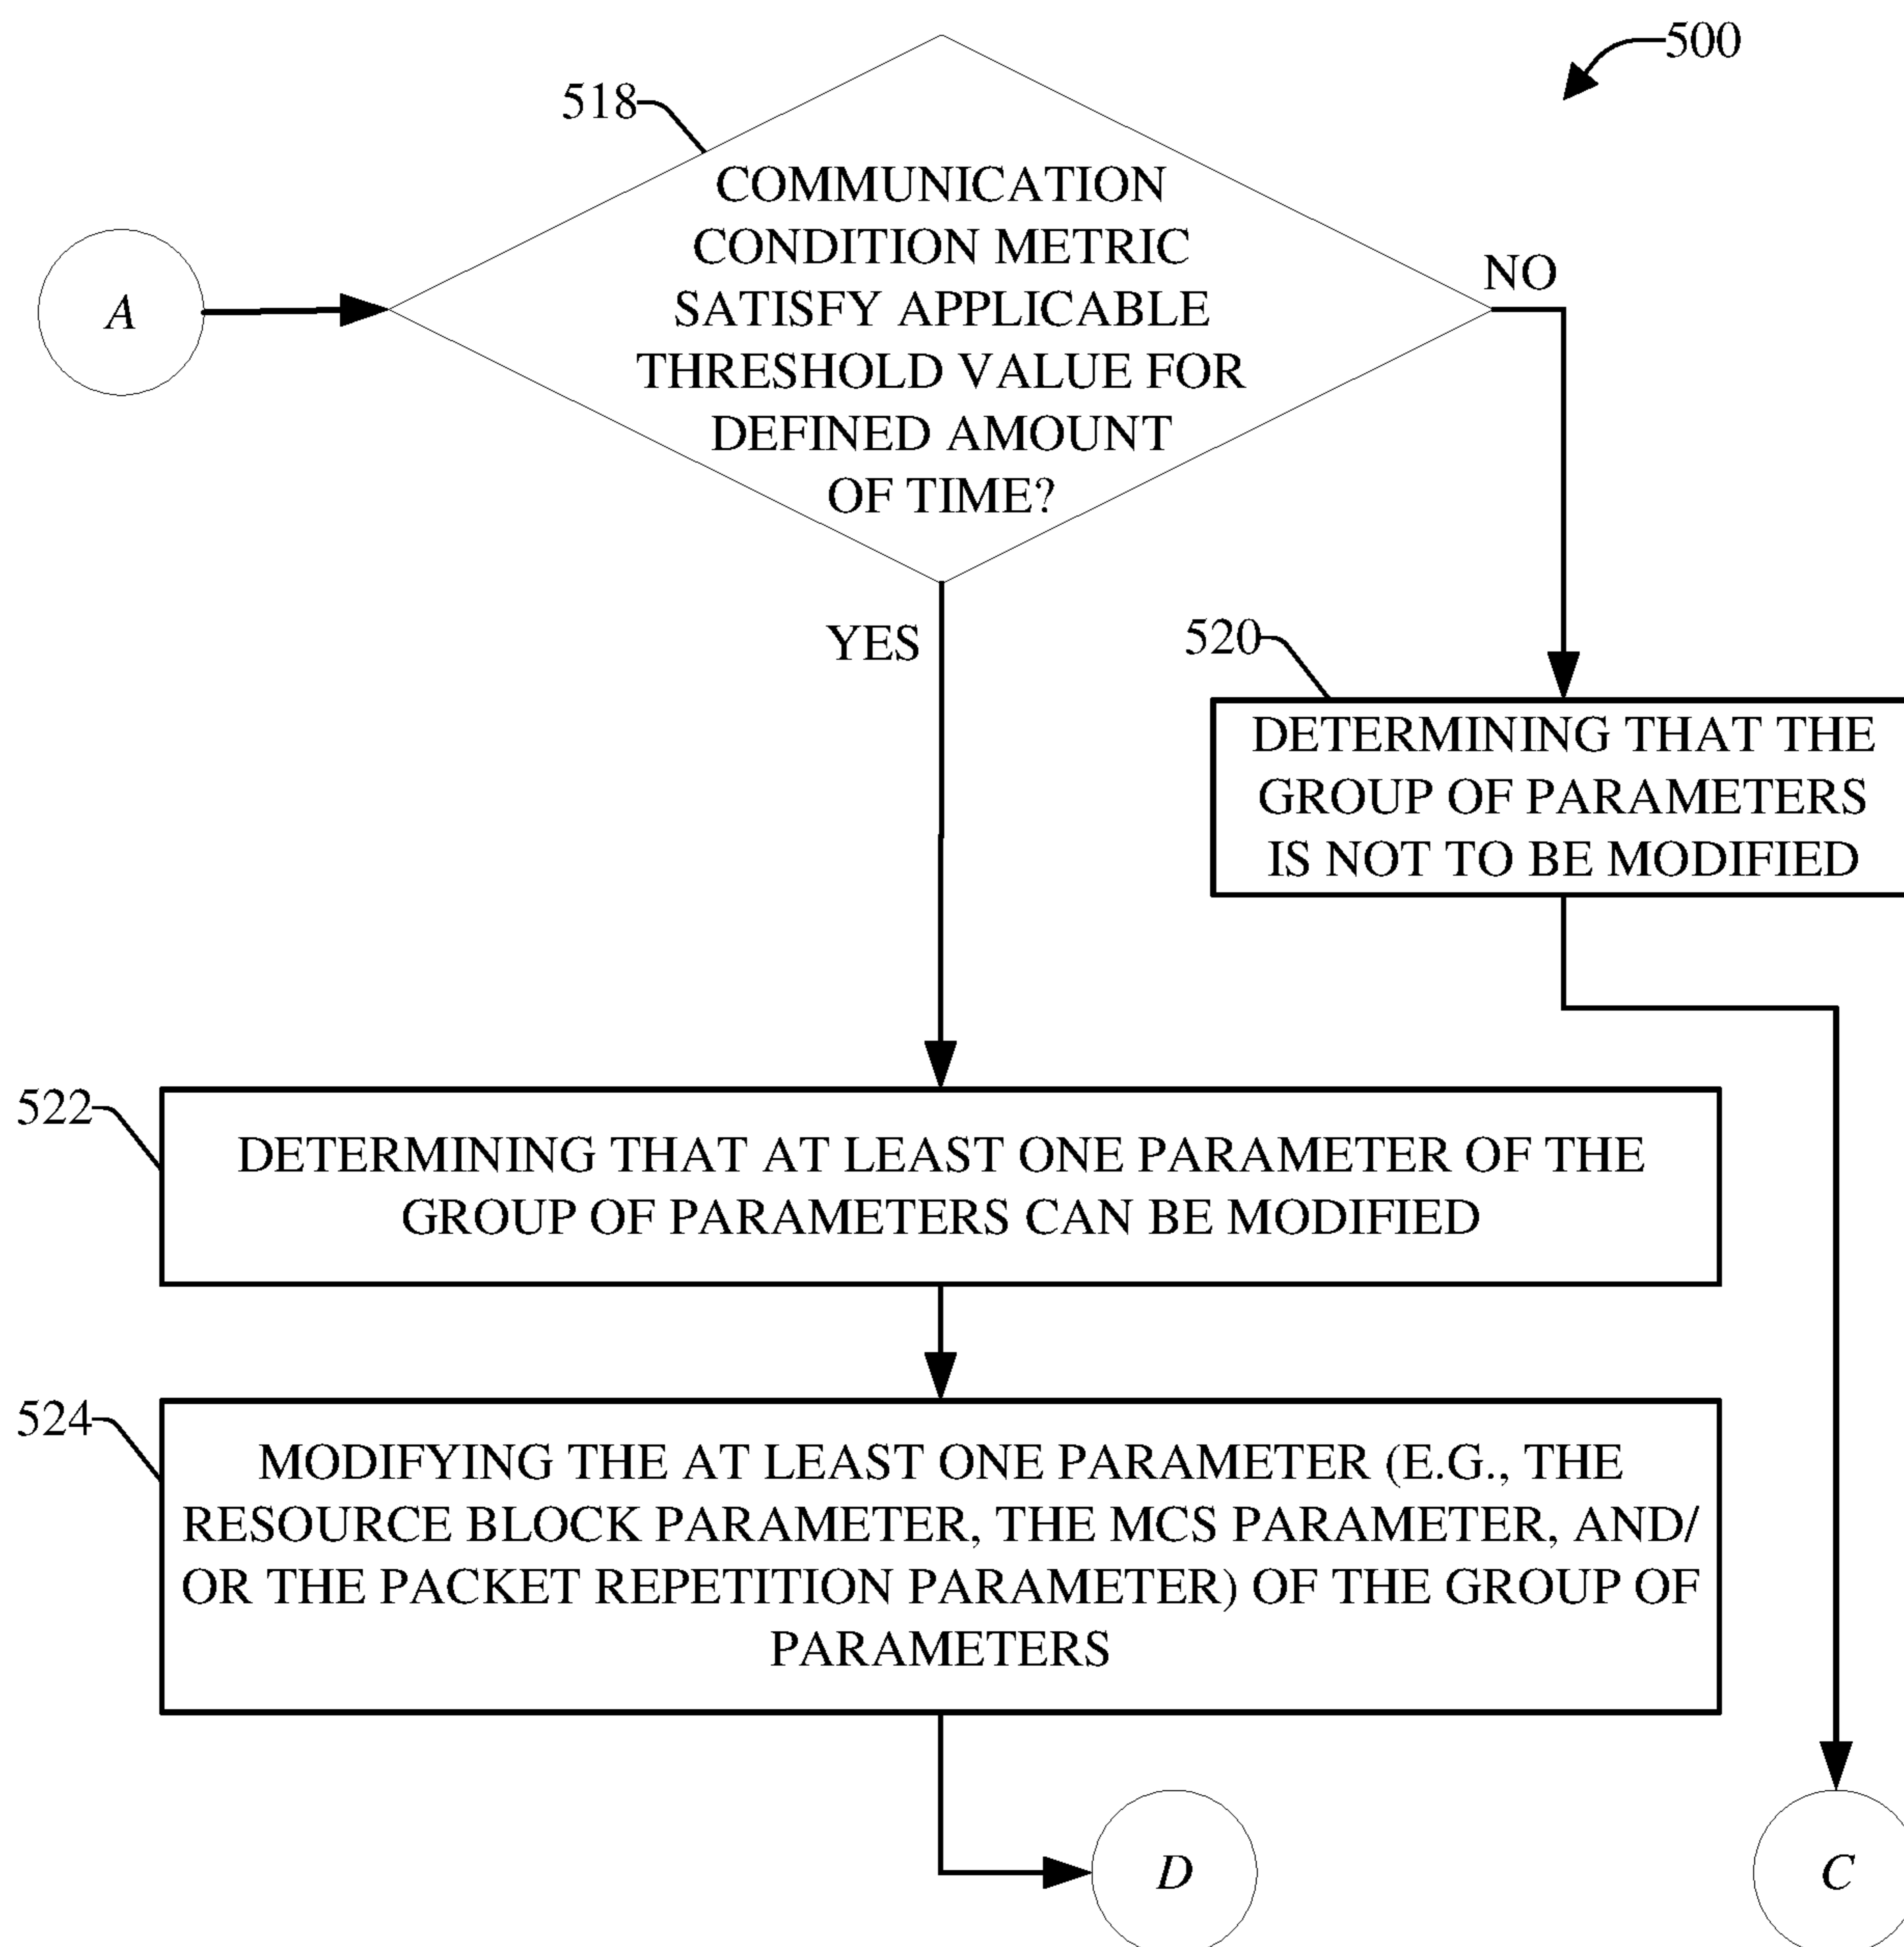 500
518
COMMUNICATION
CONDITION METRIC
SATISFY APPLICABLE
THRESHOLD VALUE FOR
DEFINED AMOUNT
OF TIME?
A
NO
YES
520
DETERMINING THAT THE
GROUP OF PARAMETERS
IS NOT TO BE MODIFIED
522
DETERMINING THAT AT LEAST ONE PARAMETER OF THE
GROUP OF PARAMETERS CAN BE MODIFIED
524
MODIFYING THE AT LEAST ONE PARAMETER (E.G., THE
RESOURCE BLOCK PARAMETER, THE MCS PARAMETER, AND/
OR THE PACKET REPETITION PARAMETER) OF THE GROUP OF
PARAMETERS
D
C